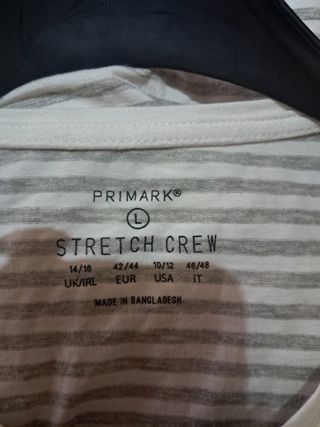 PRIMARK®
L
STRETCH CREW
14/16 42/44 10/12 46/48
UK/IRL EUR USA IT
MADE IN BANGLADESH